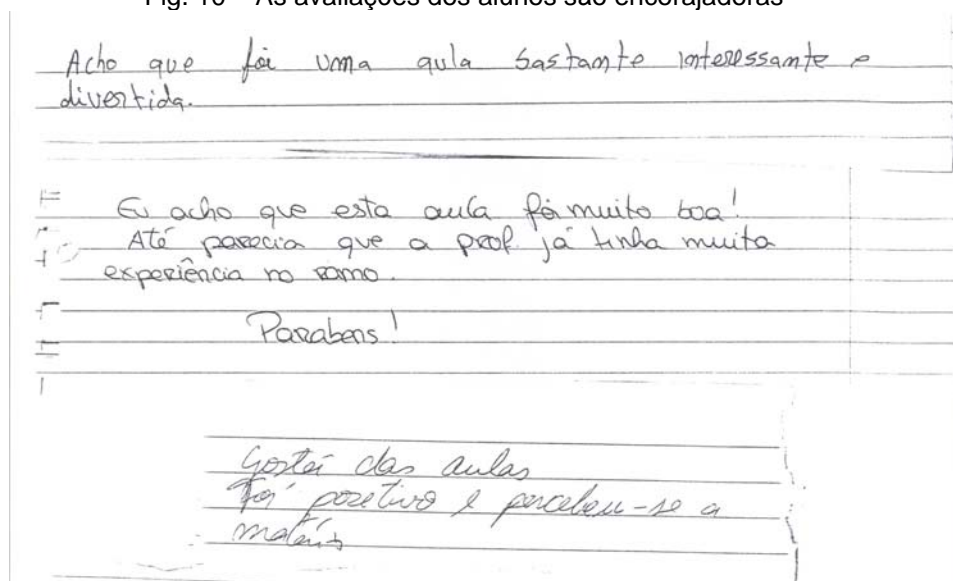 Fig. 10 – As avaliações dos alunos são encorajadoras
Acho que foi uma aula bastante interessante e
divertida.
Eu acho que esta aula foi muito boa!
Até parecia que a prof. já tinha muita
experiência no ramo.
Parabens!
Gostei das aulas
Foi pozetivo e percebeu-se a
matéria